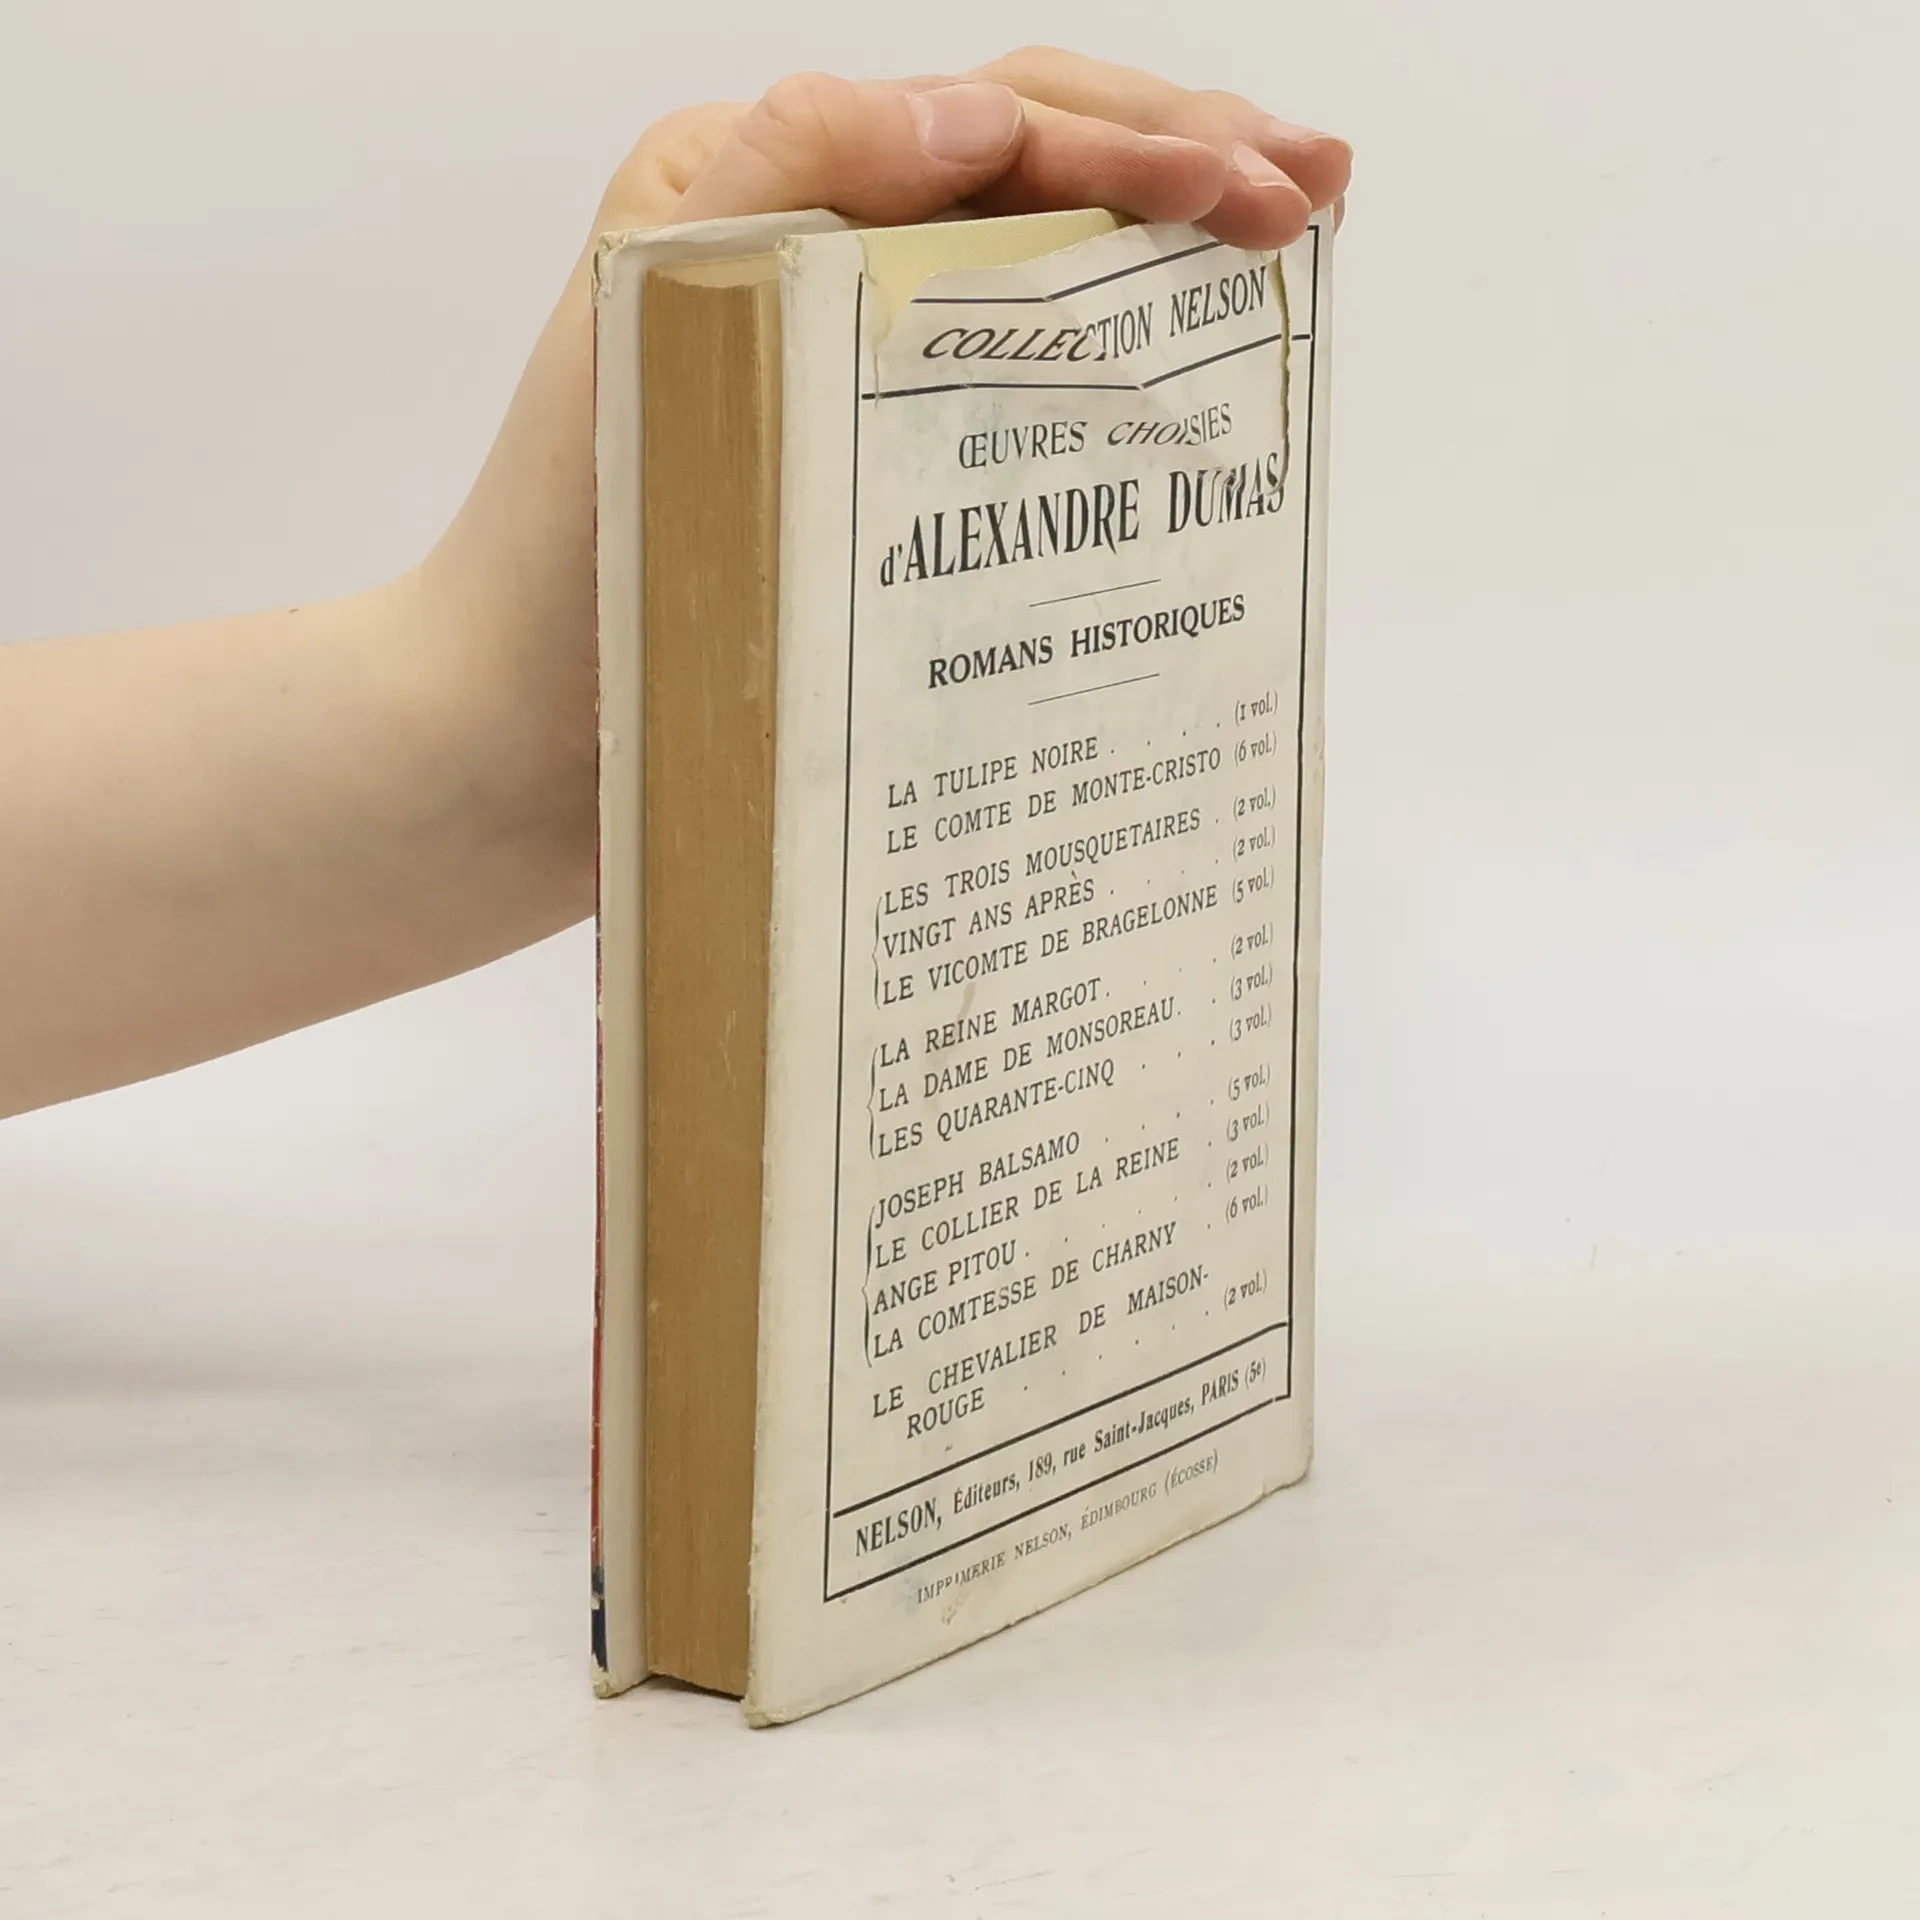 COLLECTION NELSON
ŒUVRES CHOISIES
d'ALEXANDRE DUMAS
ROMANS HISTORIQUES
LA TULIPE NOIRE . . . . (1 vol.)
LE COMTE DE MONTE-CRISTO (6 vol.)
LES TROIS MOUSQUETAIRES . (2 vol.)
VINGT ANS APRÈS . . . . (2 vol.)
LE VICOMTE DE BRAGELONNE (5 vol.)
LA REINE MARGOT . . . . (2 vol.)
LA DAME DE MONSOREAU . . (3 vol.)
LES QUARANTE-CINQ . . . (3 vol.)
JOSEPH BALSAMO . . . . (5 vol.)
LE COLLIER DE LA REINE . (3 vol.)
ANGE PITOU . . . . . . (2 vol.)
LA COMTESSE DE CHARNY . (6 vol.)
LE CHEVALIER DE MAISON-
ROUGE . . . . . . (2 vol.)
NELSON, Éditeurs, 189, rue Saint-Jacques, PARIS (5e)
IMPRIMERIE NELSON, ÉDIMBOURG (ÉCOSSE)